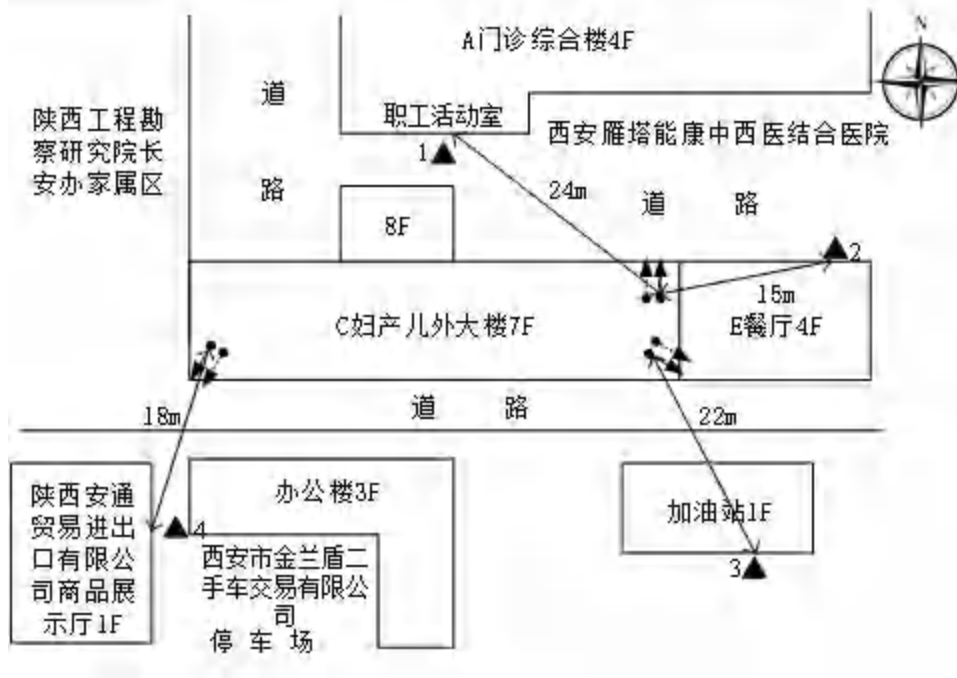 N
A门诊综合楼4F
道
路
陕西工程勘
察研究院长
安办家属区
职工活动室
西安雁塔能康中西医结合医院
1
24m
道 路
8F
2
15m
C妇产儿外大楼7F
E餐厅4F
18m
道 路
22m
陕西安通
贸易进出
口有限公
司商品展
示厅1F
办公楼3F
加油站1F
4
西安市金兰盾二
手车交易有限公
司
停 车 场
3